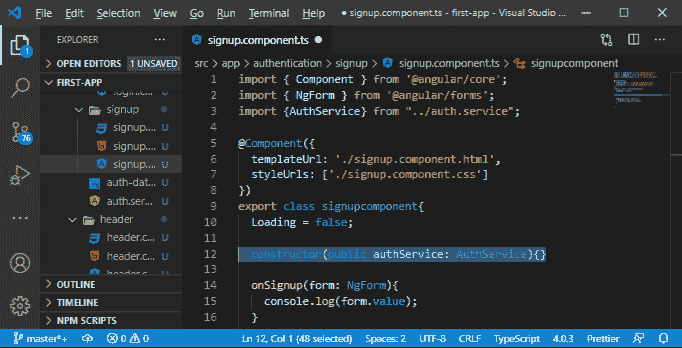 File Edit Selection View Go Run Terminal Help ● signup.component.ts - first-app - Visual Studio ...
EXPLORER ...
OPEN EDITORS 1 UNSAVED
FIRST-APP
signup
signup.... U
signup.... U
signup.... U
auth-dat... U
auth.ser... U
header
header.c... U
header.c... U
header.c... U
OUTLINE
TIMELINE
NPM SCRIPTS
1
76
signup.component.ts ●
src > app > authentication > signup > signup.component.ts > signupcomponent
1 import { Component } from '@angular/core';
2 import { NgForm } from '@angular/forms';
3 import {AuthService} from "../auth.service";
4
5 @Component({
6 templateUrl: './signup.component.html',
7 styleUrls: ['./signup.component.css']
8 })
9 export class signupcomponent{
10 Loading = false;
11
12 constructor(public authService: AuthService){}
13
14 onSignup(form: NgForm){
15 console.log(form.value);
16 }
master*+ 0 0 Ln 12, Col 1 (48 selected) Spaces: 2 UTF-8 CRLF TypeScript 4.0.3 Prettier